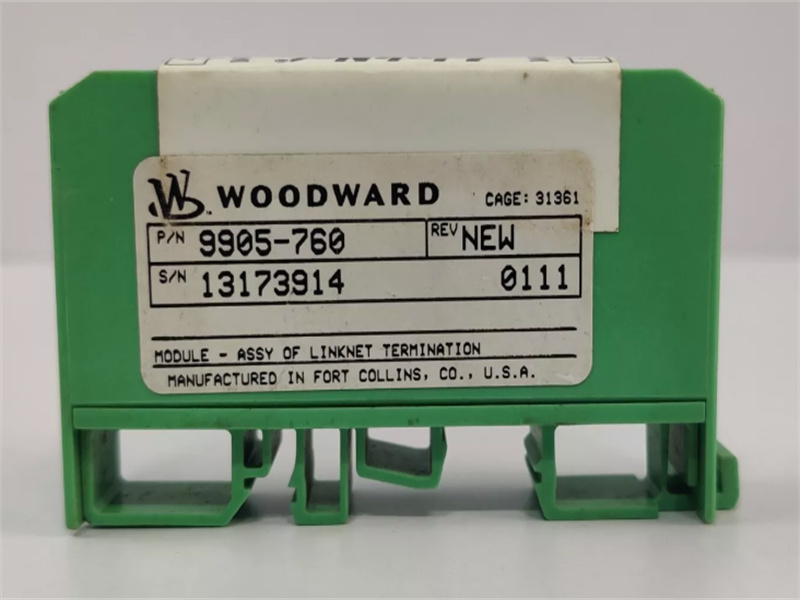 WOODWARD CAGE: 31361
P/N 9905-760 REV NEW
S/N 13173914 0111
MODULE - ASSY OF LINKNET TERMINATION
MANUFACTURED IN FORT COLLINS, CO., U.S.A.